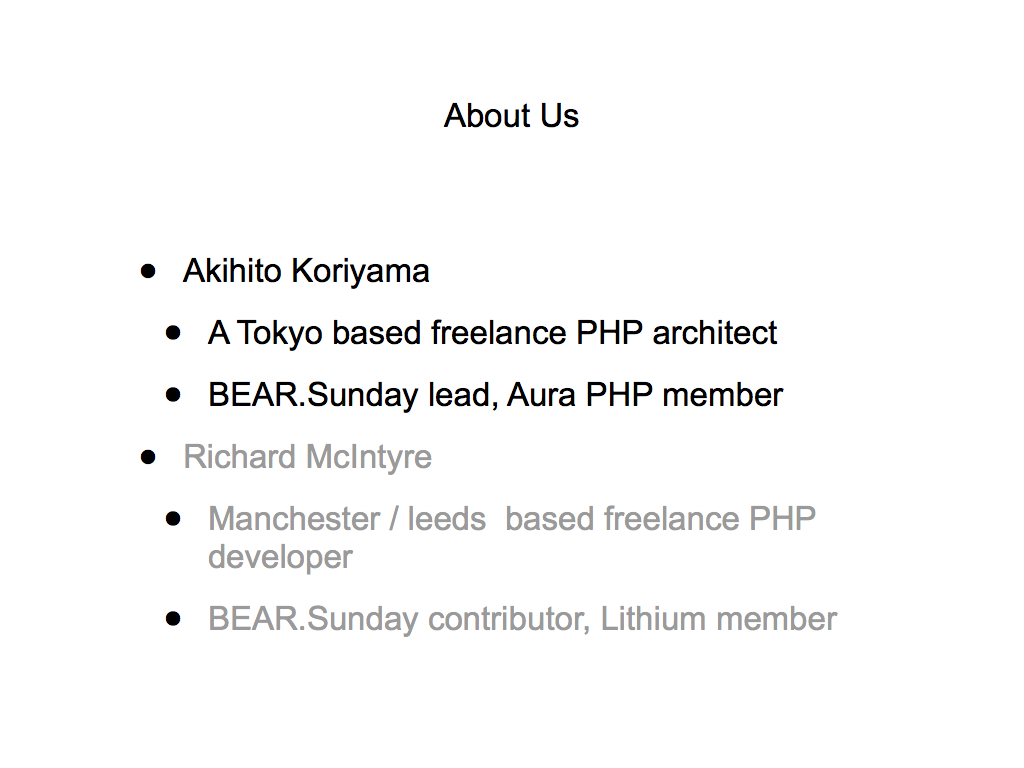 About Us
● Akihito Koriyama
● A Tokyo based freelance PHP architect
● BEAR.Sunday lead, Aura PHP member
● Richard McIntyre
● Manchester / leeds  based freelance PHP
developer
● BEAR.Sunday contributor, Lithium member